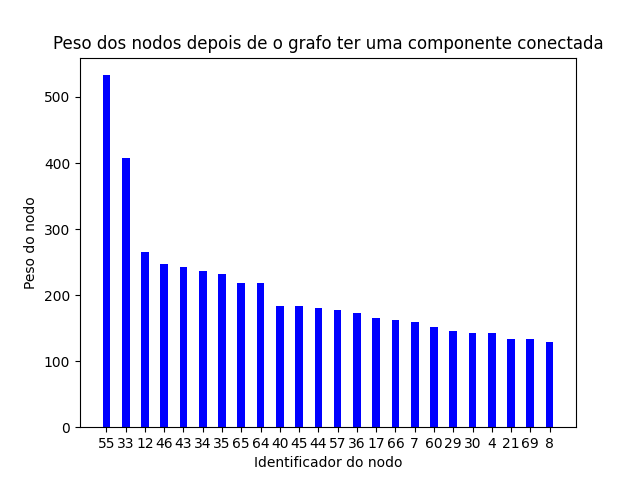 Peso dos nodos depois de o grafo ter uma componente conectada
Peso do nodo
500
400
300
200
100
0
55 33 12 46 43 34 35 65 64 40 45 44 57 36 17 66 7 60 29 30 4 21 69 8
Identificador do nodo